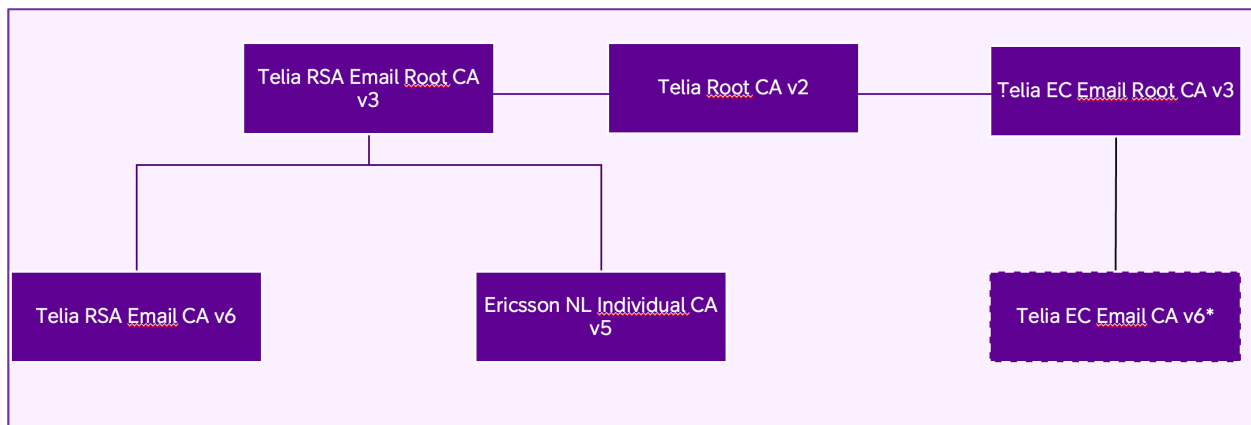 Telia RSA Email Root CA
v3
Telia Root CA v2
Telia EC Email Root CA v3
Telia RSA Email CA v6
Ericsson NL Individual CA
v5
Telia EC Email CA v6*